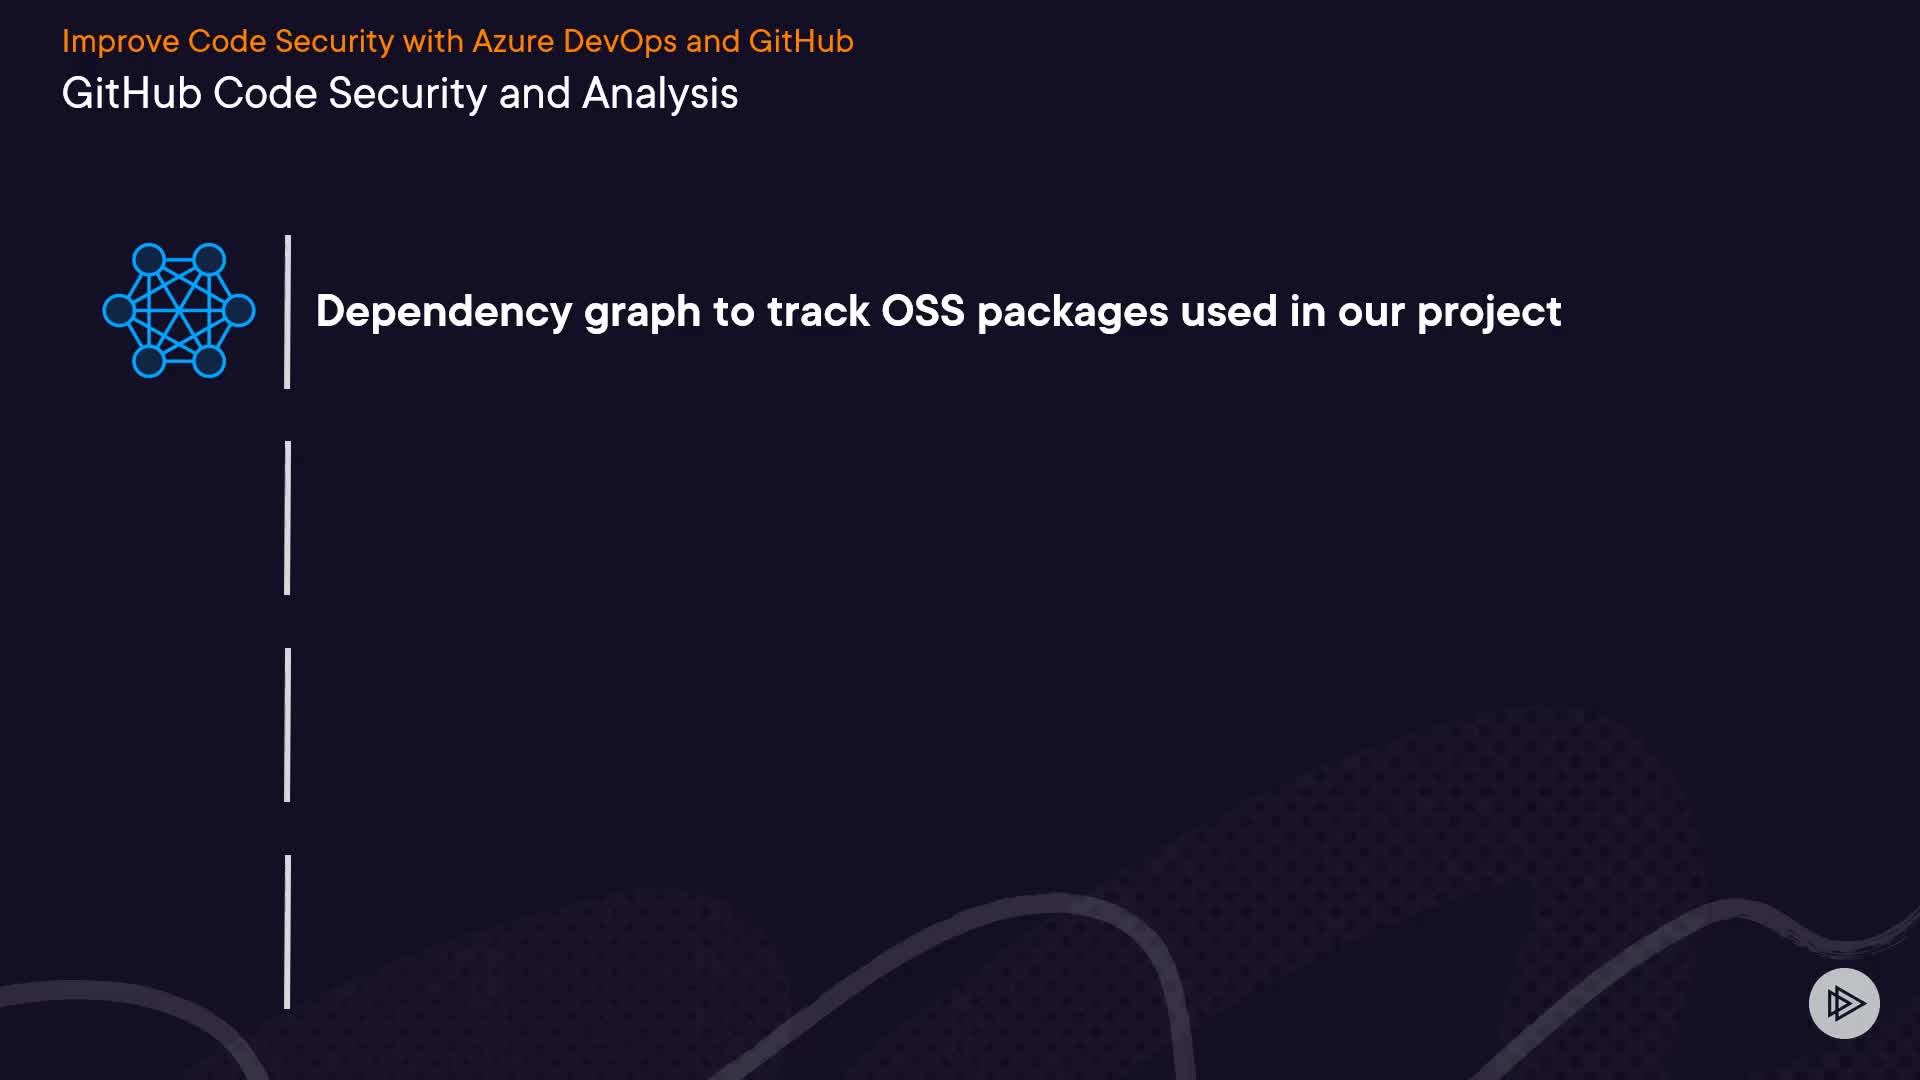 Improve Code Security with Azure DevOps and GitHub
GitHub Code Security and Analysis
Dependency graph to track OSS packages used in our project